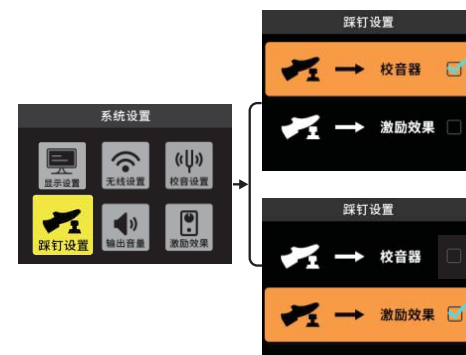 系统设置
显示设置 无线设置 校音设置
踩钉设置 输出音量 激励效果
踩钉设置
校音器
激励效果
踩钉设置
校音器
激励效果